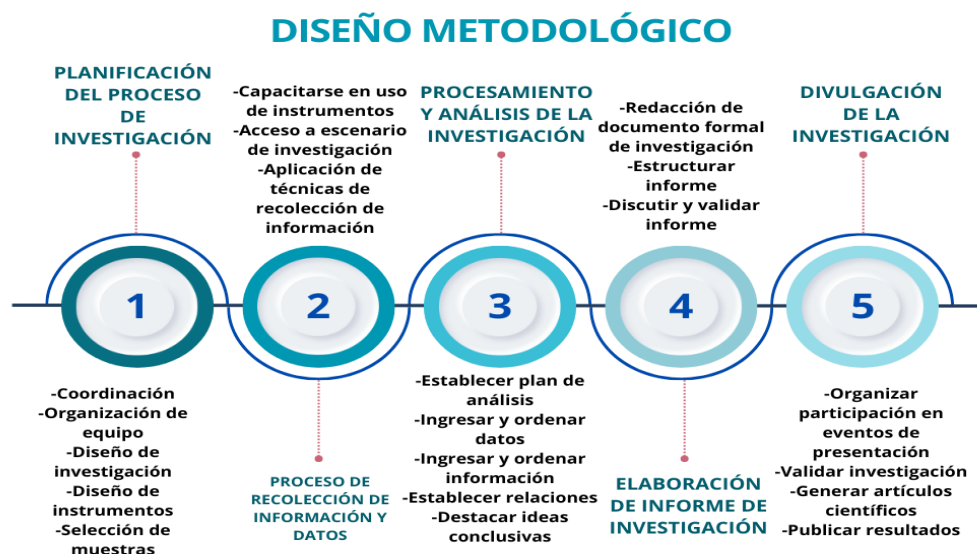 DISEÑO METODOLÓGICO
PLANIFICACIÓN
DEL PROCESO
DE
INVESTIGACIÓN
1
-Coordinación
-Organización de
equipo
-Diseño de
investigación
-Diseño de
instrumentos
-Selección de
muestras
-Capacitarse en uso
de instrumentos
-Acceso a escenario
de investigación
-Aplicación de
técnicas de
recolección de
información
2
PROCESO DE
RECOLECCIÓN DE
INFORMACIÓN Y
DATOS
PROCESAMIENTO
Y ANÁLISIS DE LA
INVESTIGACIÓN
3
-Establecer plan de
análisis
-Ingresar y ordenar
datos
-Ingresar y ordenar
información
-Establecer relaciones
-Destacar ideas
conclusivas
-Redacción de
documento formal
de investigación
-Estructurar
informe
-Discutir y validar
informe
4
ELABORACIÓN
DE INFORME DE
INVESTIGACIÓN
DIVULGACIÓN
DE LA
INVESTIGACIÓN
5
-Organizar
participación en
eventos de
presentación
-Validar investigación
-Generar artículos
científicos
-Publicar resultados